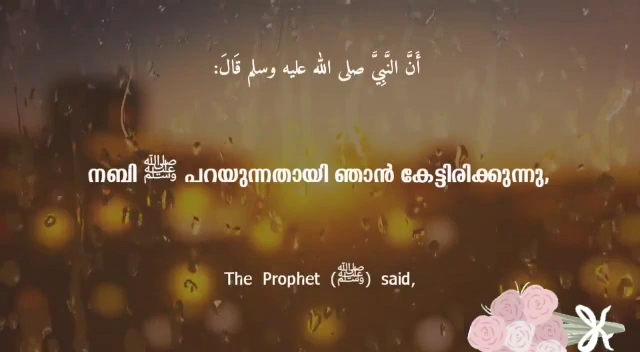 أَنَّ النَّبِيَّ صلى الله عليه وسلم قَالَ:
നബി ﷺ പറയുന്നതായി ഞാൻ കേട്ടിരിക്കുന്നു,
The Prophet (ﷺ) said,